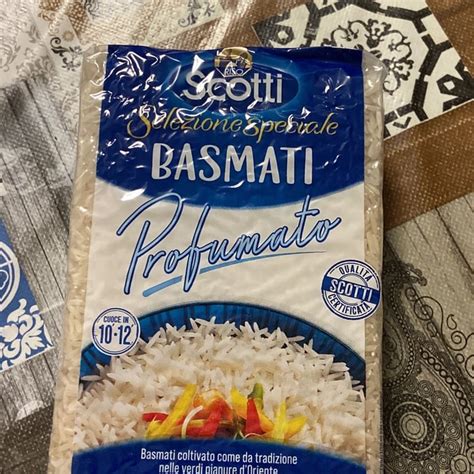 RISO
Scotti
Selezione speciale
BASMATI
Profumato
QUALITÀ
SCOTTI
CERTIFICATA
CUOCE IN
10'-12'
Basmati coltivato come da tradizione
nelle verdi pianure d'Oriente